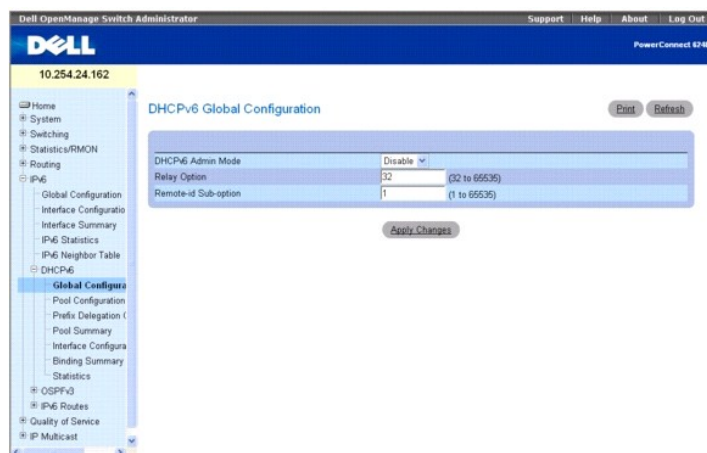 Dell OpenManage Switch Administrator
Support Help About Log Out
DELL
PowerConnect 6248
10.254.24.162
Home
System
Switching
Statistics/RMON
Routing
IPv6
Global Configuration
Interface Configuratio
Interface Summary
IPv6 Statistics
IPv6 Neighbor Table
DHCPv6
Global Configura
Pool Configuration
Prefix Delegation (
Pool Summary
Interface Configura
Binding Summary
Statistics
OSPFv3
IPv6 Routes
Quality of Service
IP Multicast
DHCPv6 Global Configuration
Print Refresh
DHCPv6 Admin Mode Disable
Relay Option 32 (32 to 65535)
Remote-id Sub-option 1 (1 to 65535)
Apply Changes